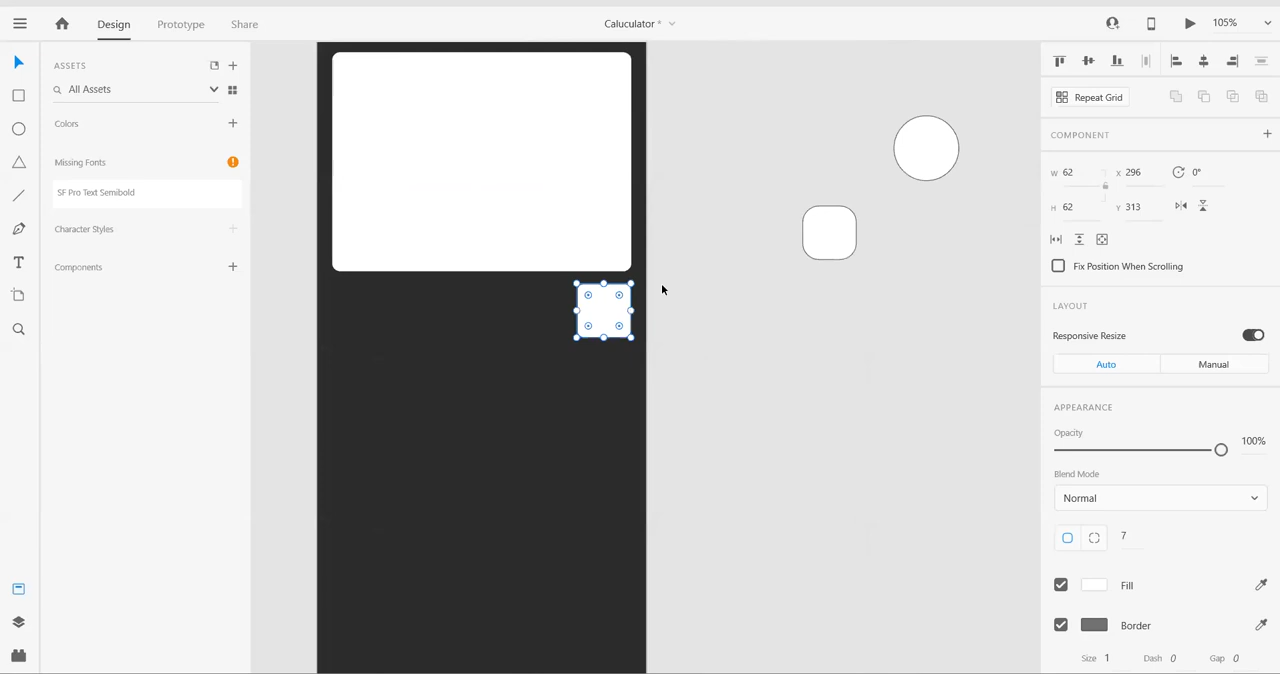 Design
Prototype
Share
Caluculator *
105%
ASSETS
All Assets
Colors
Missing Fonts
SF Pro Text Semibold
Character Styles
Components
Repeat Grid
COMPONENT
W 62
X 296
0°
H 62
Y 313
Fix Position When Scrolling
LAYOUT
Responsive Resize
Auto
Manual
APPEARANCE
Opacity
100%
Blend Mode
Normal
7
Fill
Border
Size 1
Dash 0
Gap 0